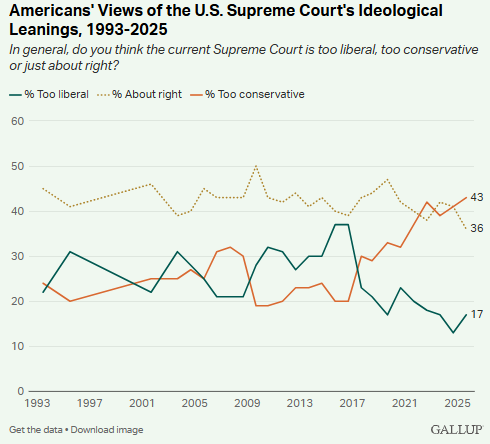 Americans' Views of the U.S. Supreme Court's Ideological
Leanings, 1993-2025
In general, do you think the current Supreme Court is too liberal, too conservative
or just about right?
% Too liberal % About right % Too conservative
60
50
40
30
20
10
0
43
36
17
1993 1997 2001 2005 2009 2013 2017 2021 2025
Get the data • Download image
GALLUP